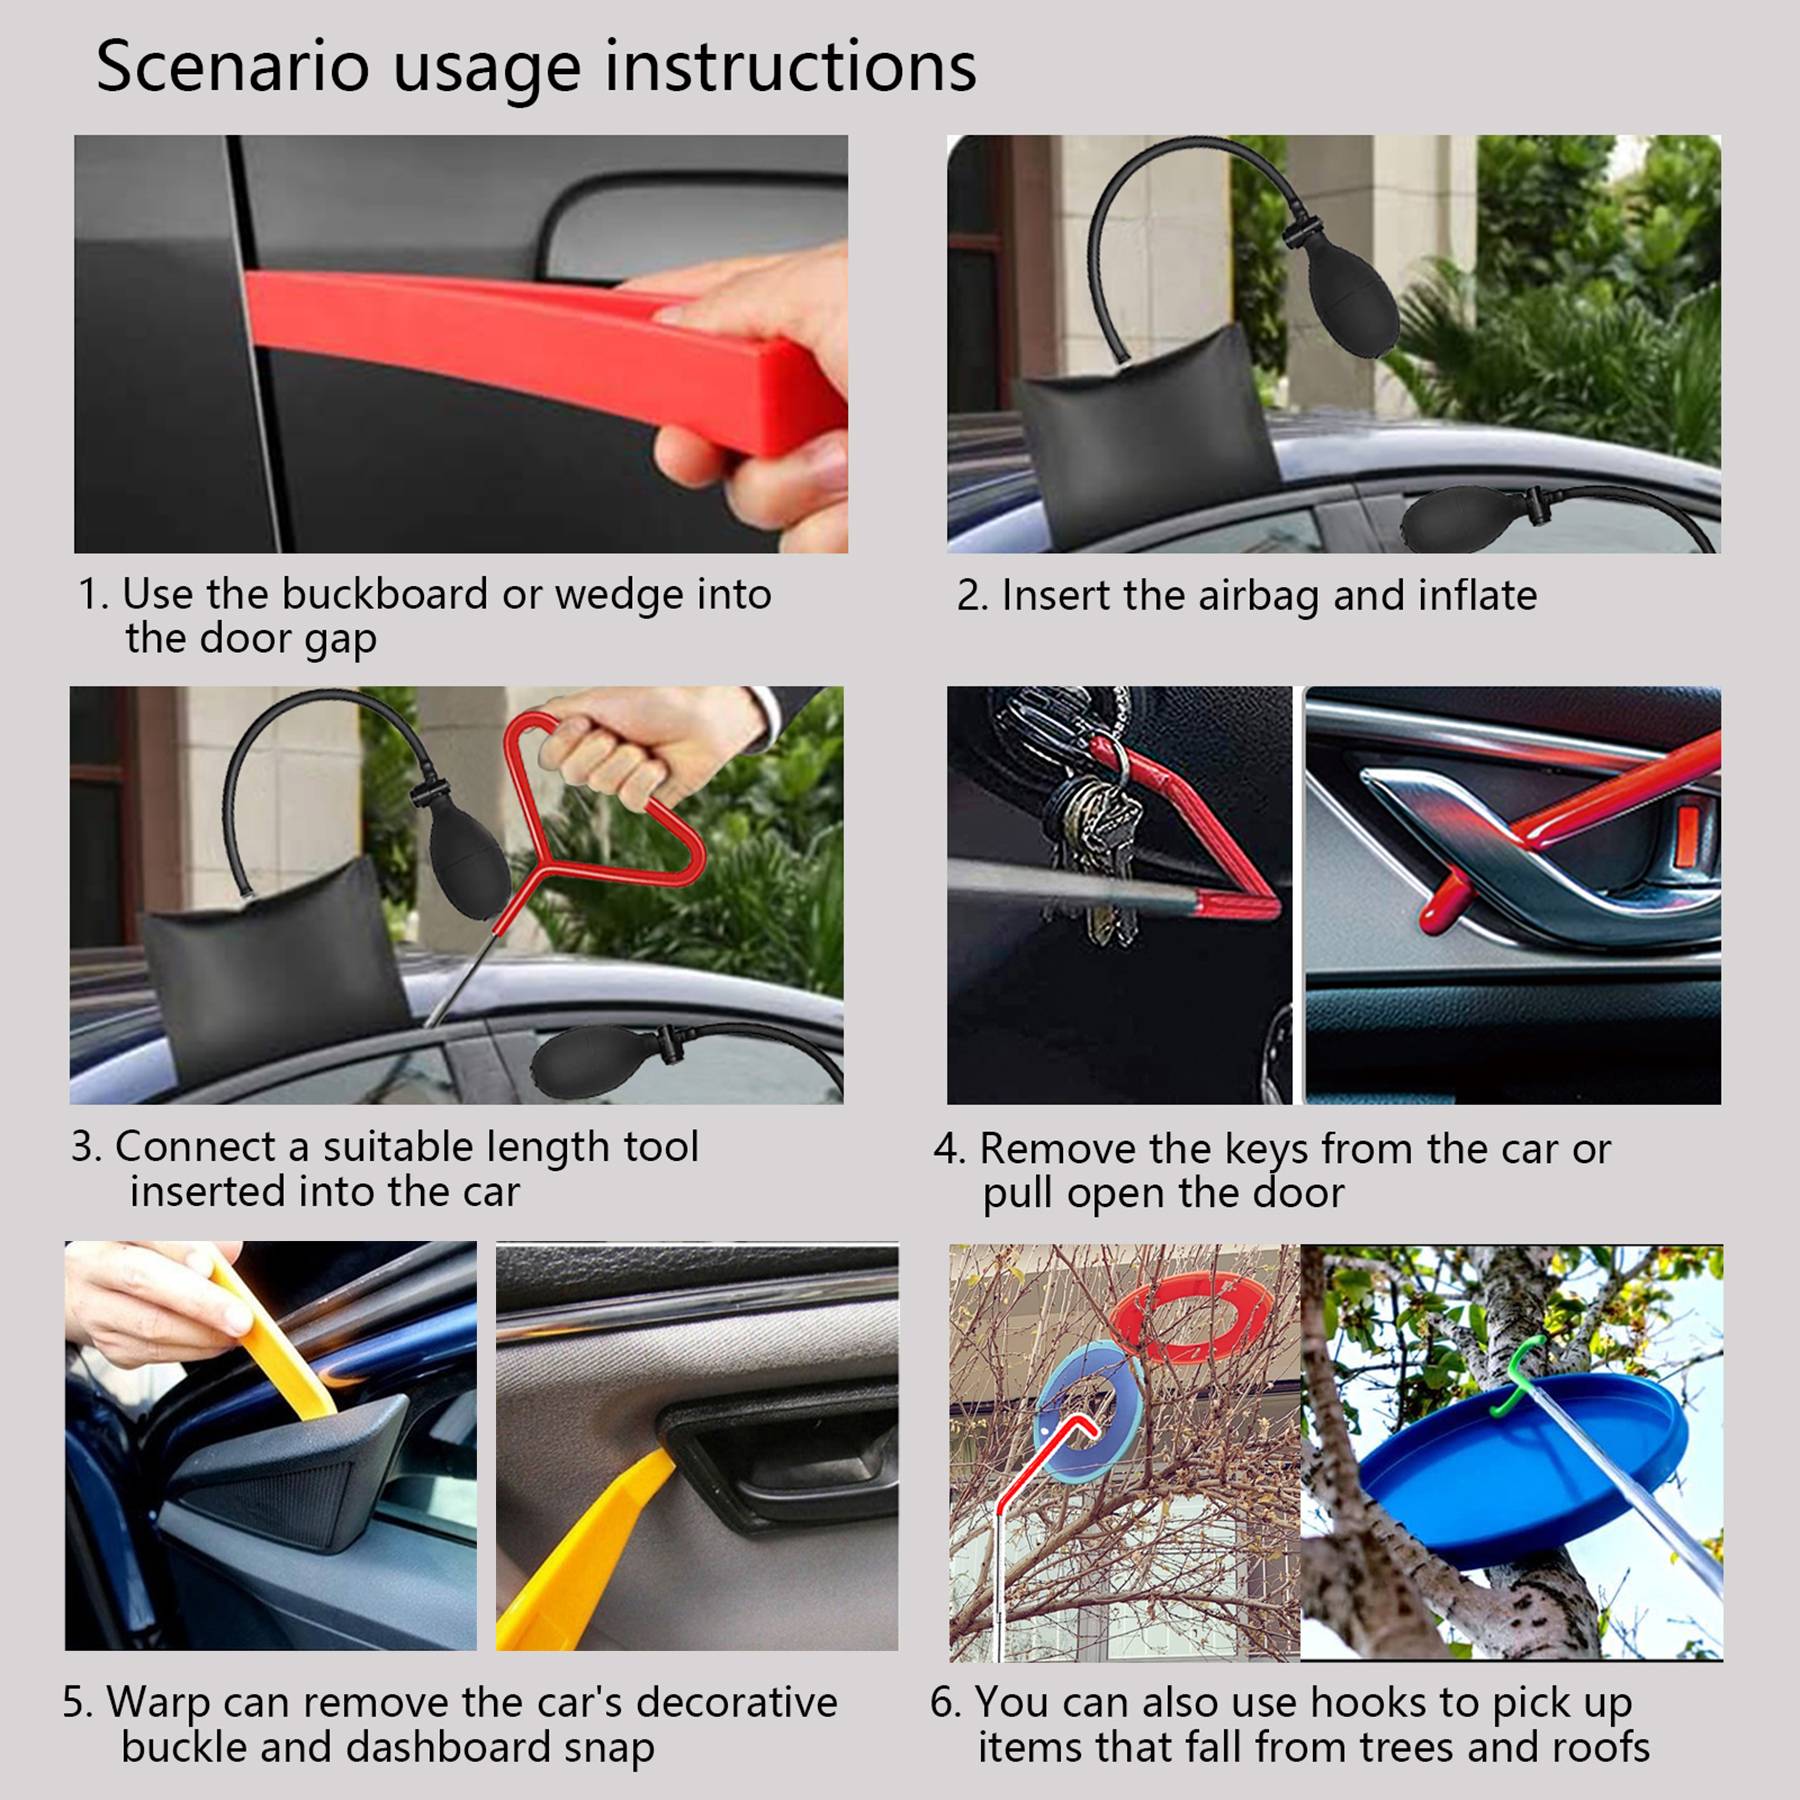 Scenario usage instructions
1. Use the buckboard or wedge into
the door gap
2. Insert the airbag and inflate
3. Connect a suitable length tool
inserted into the car
4. Remove the keys from the car or
pull open the door
5. Warp can remove the car's decorative
buckle and dashboard snap
6. You can also use hooks to pick up
items that fall from trees and roofs